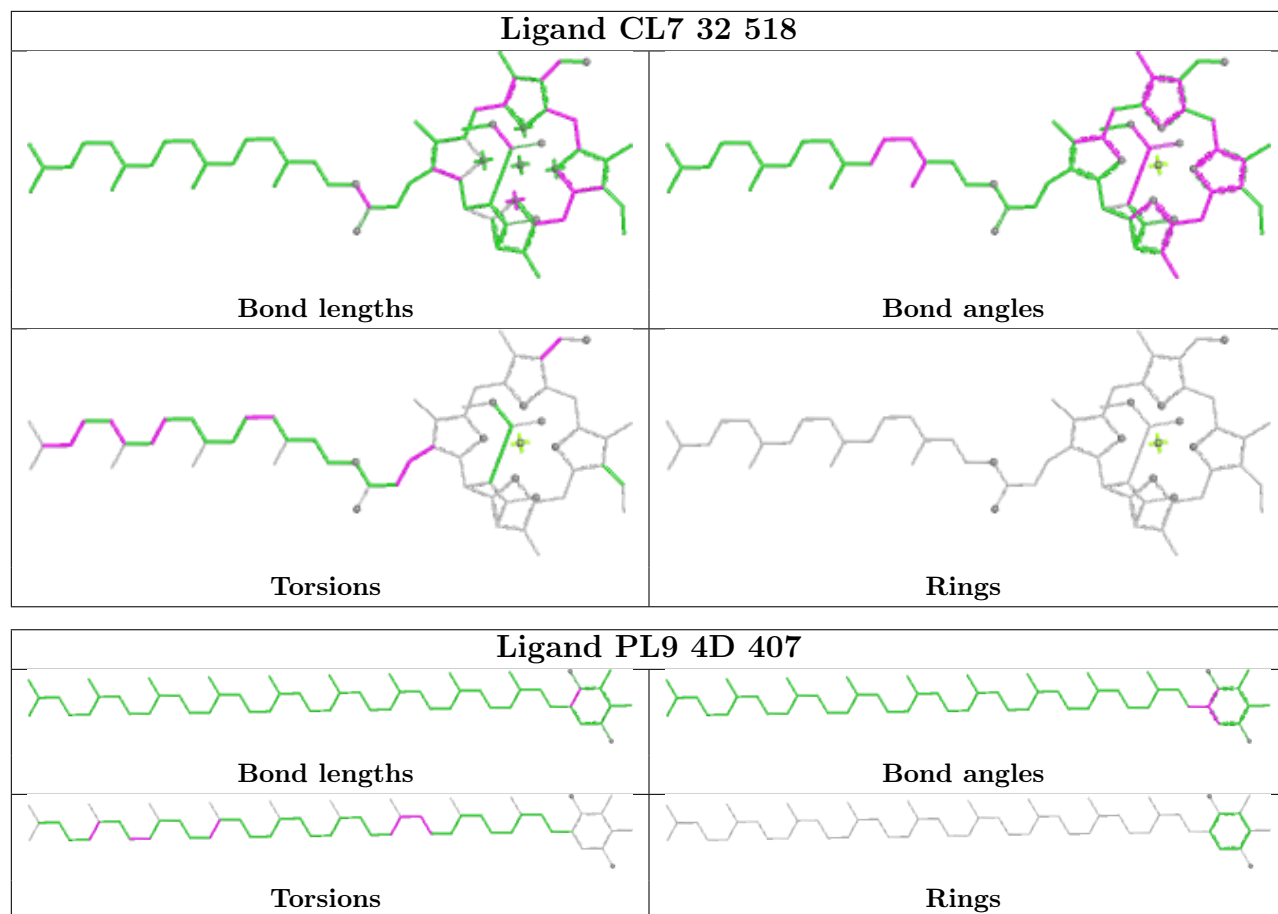 Ligand CL7 32 518
Bond lengths
Bond angles
Torsions
Rings
Ligand PL9 4D 407
Bond lengths
Bond angles
Torsions
Rings